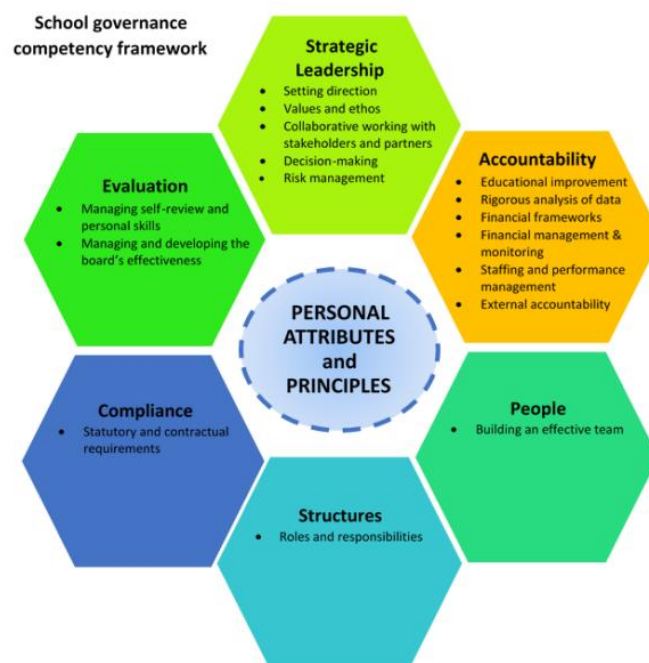 School governance
competency framework
Strategic
Leadership
• Setting direction
• Values and ethos
• Collaborative working with
stakeholders and partners
• Decision-making
• Risk management
Accountability
• Educational improvement
• Rigorous analysis of data
• Financial frameworks
• Financial management &
monitoring
• Staffing and performance
management
• External accountability
People
• Building an effective team
Structures
• Roles and responsibilities
Compliance
• Statutory and contractual
requirements
Evaluation
• Managing self-review and
personal skills
• Managing and developing the
board's effectiveness
PERSONAL
ATTRIBUTES
and
PRINCIPLES